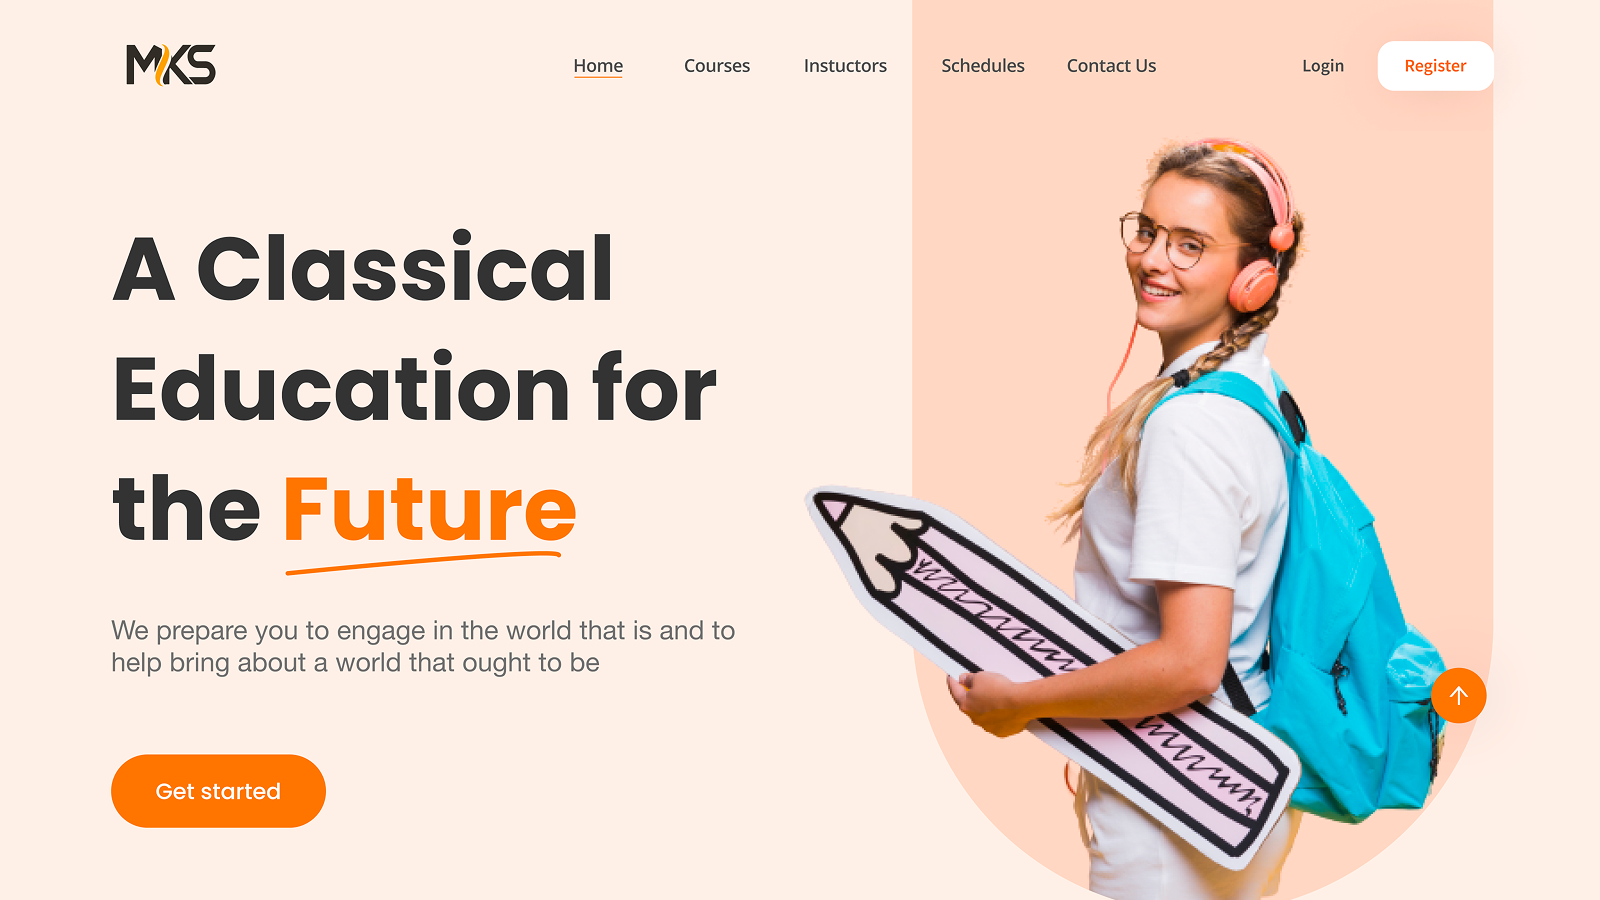 MKS
Home
Courses
Instuctors
Schedules
Contact Us
Login
Register
A Classical
Education for
the Future
We prepare you to engage in the world that is and to
help bring about a world that ought to be
Get started